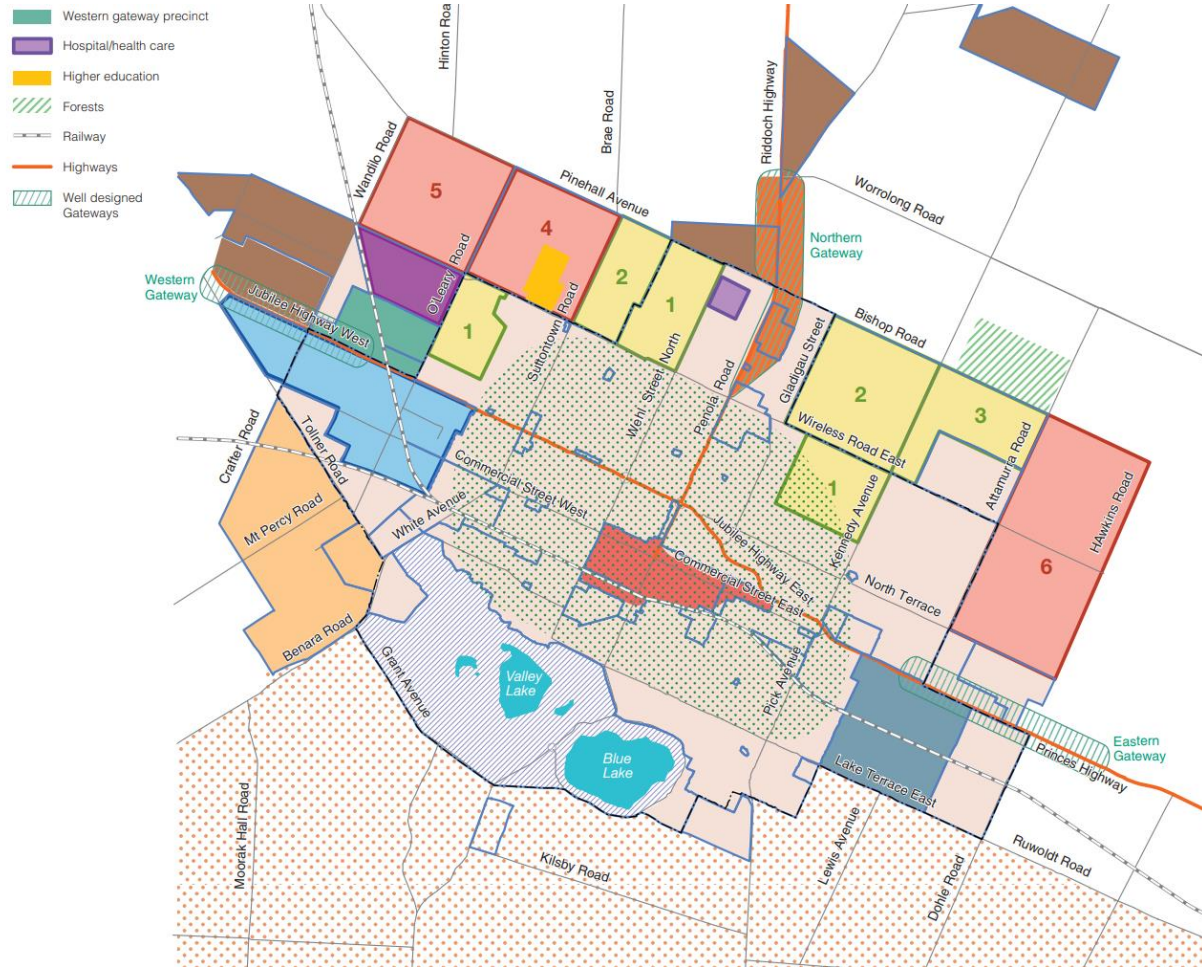 Western gateway precinct
Hospital/health care
Higher education
Forests
Railway
Highways
Well designed
Gateways
Hinton Roa
Brae Road
Riddoch Highway
Wandilo Road
Pinehall Avenue
Worrolong Road
5
4
O'Leary Road
Northern
Gateway
2
1
Western
Gateway
Jubilee Highway West
1
Suttontown Road
Wehl Street North
Penola Road
Gladigau Street
Bishop Road
2
3
Wireless Road East
Attamurra Road
HAwkins Road
Crafter Road
Tollner Road
Commercial Street West
1
Kennedy Avenue
Mt Percy Road
White Avenue
Jubilee Highway East
Commercial Street East
North Terrace
6
Benara Road
Grant Avenue
Valley
Lake
Pick Avenue
Blue
Lake
Lake Terrace East
Princes Highway
Eastern
Gateway
Moorak Hall Road
Kilsby Road
Lewis Avenue
Dohle Road
Ruwoldt Road